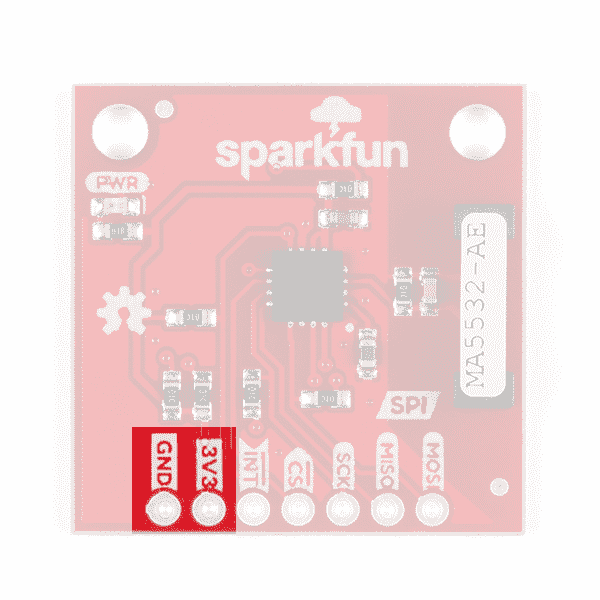 sparkfun
PWR
MA5532-AE
SPI
GND
3V3
INT
CS
SCK
MISO
MOSI